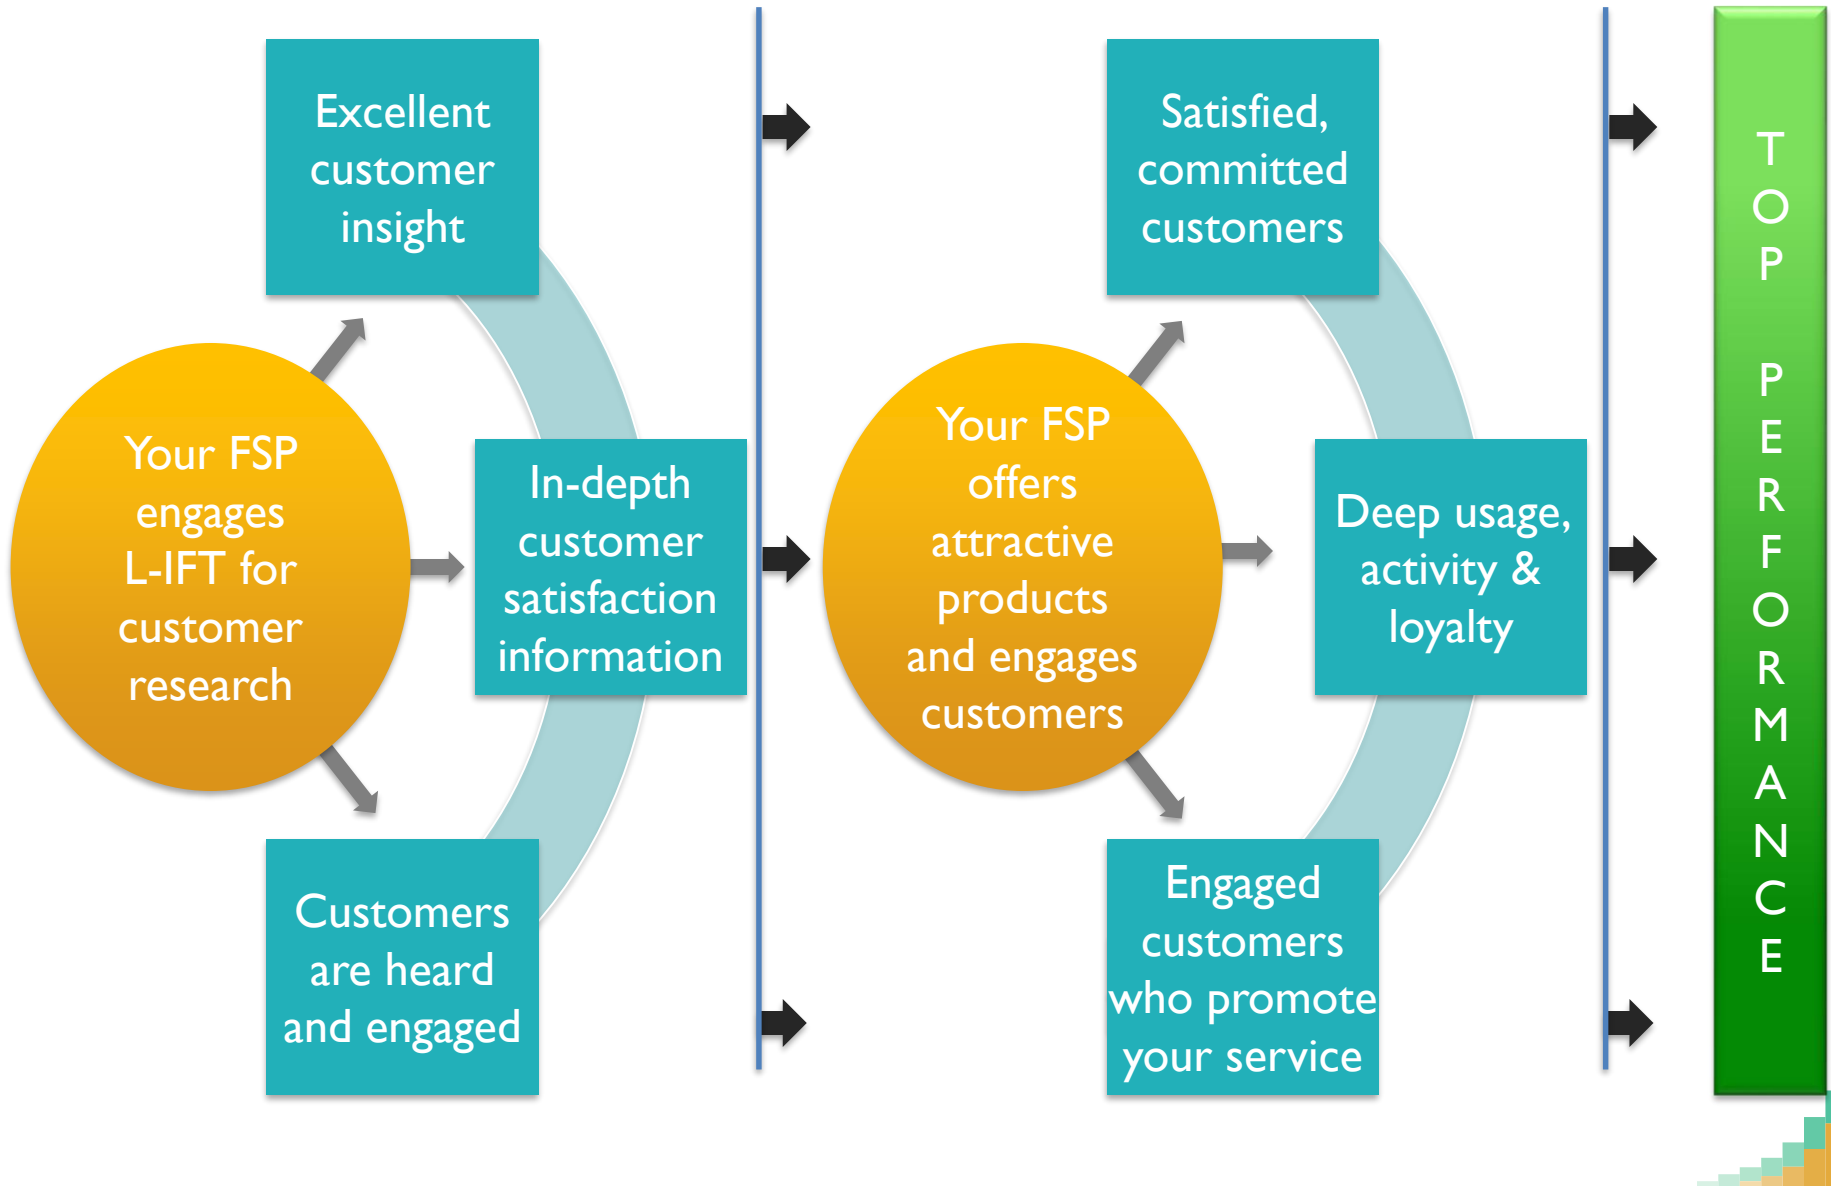 Excellent
customer
insight
Your FSP
engages
L-IFT for
customer
research
In-depth
customer
satisfaction
information
Customers
are heard
and engaged
Satisfied,
committed
customers
Your FSP
offers
attractive
products
and engages
customers
Deep usage,
activity &
loyalty
Engaged
customers
who promote
your service
T
O
P
P
E
R
F
O
R
M
A
N
C
E